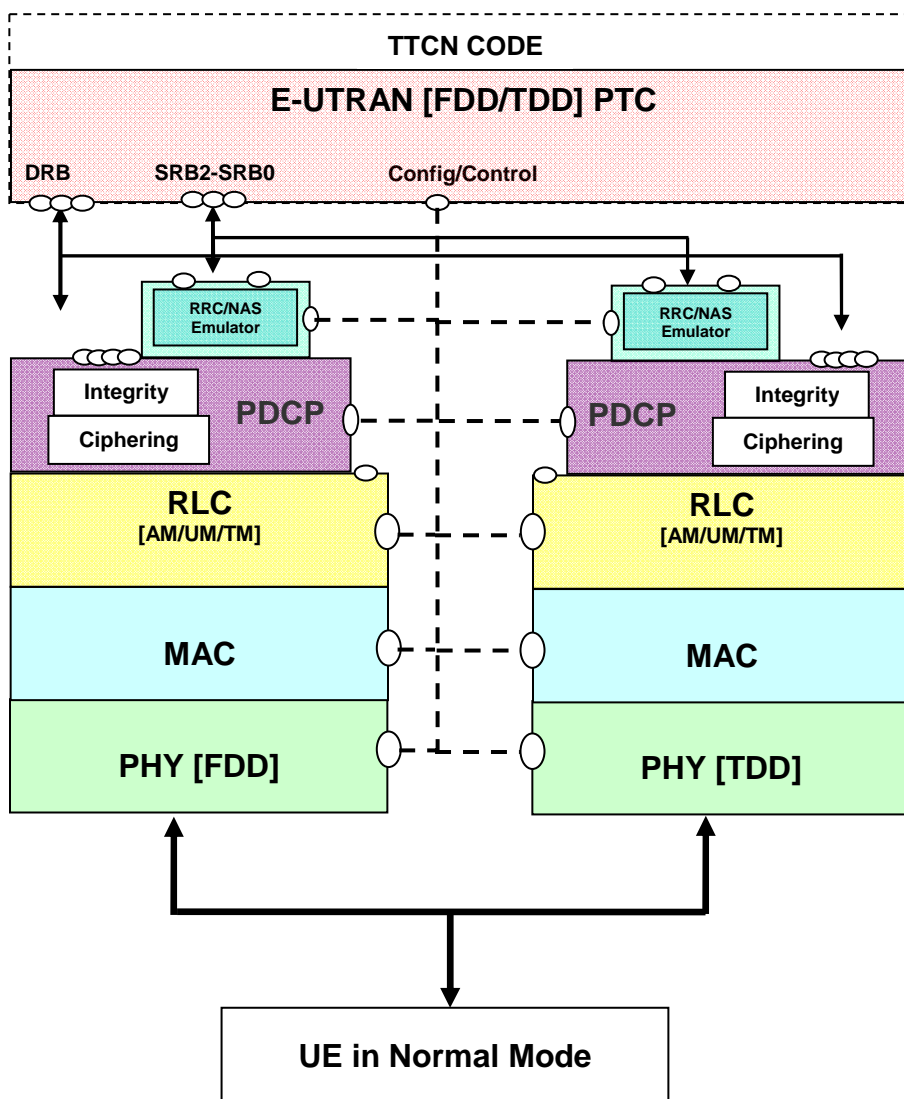 TTCN CODE
E-UTRAN [FDD/TDD] PTC
DRB
SRB2-SRB0
Config/Control
RRC/NAS
Emulator
RRC/NAS
Emulator
Integrity
PDCP
Ciphering
PDCP
Integrity
Ciphering
RLC
[AM/UM/TM]
RLC
[AM/UM/TM]
MAC
MAC
PHY [FDD]
PHY [TDD]
UE in Normal Mode